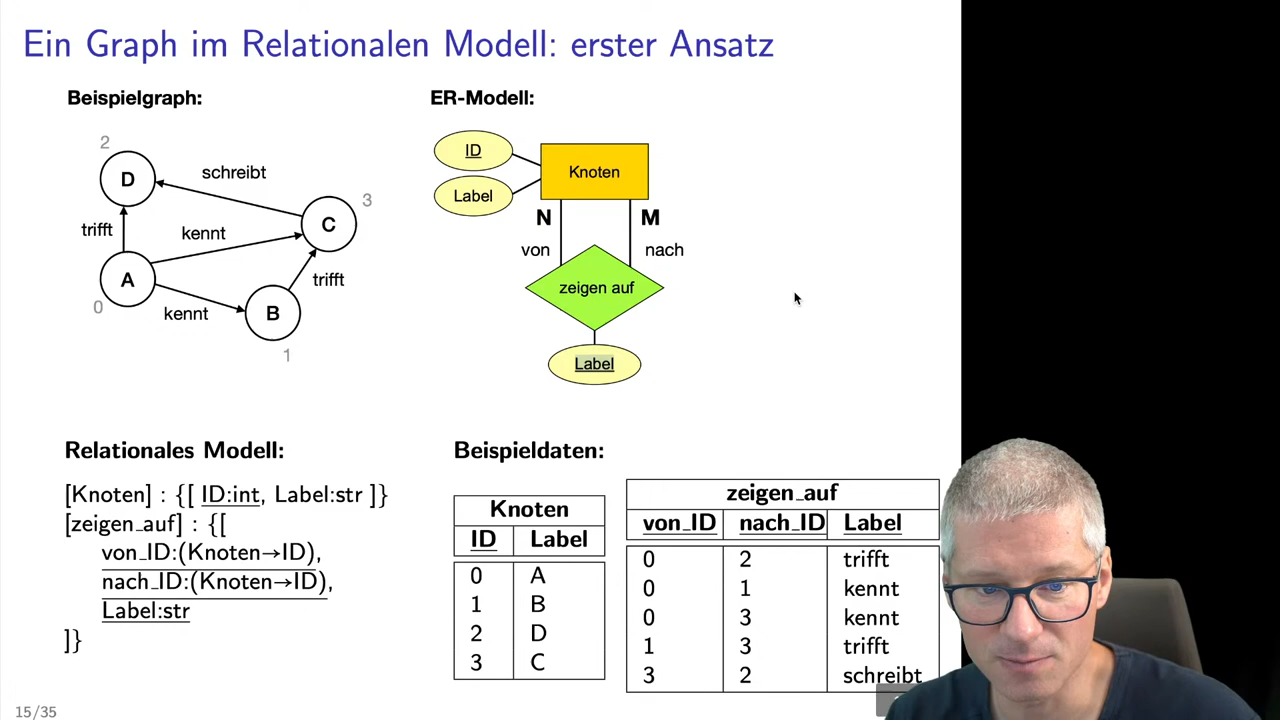 Ein Graph im Relationalen Modell: erster Ansatz
Beispielgraph:
ER-Modell:
2
D
schreibt
3
C
trifft
kennt
A
0
trifft
kennt
B
1
ID
Label
Knoten
N
M
von
nach
zeigen auf
Label
Relationales Modell:
[Knoten] : {[ ID:int, Label:str ]}
[zeigen_auf] : {[
von_ID:(Knoten→ID),
nach_ID:(Knoten→ID),
Label:str
]}
Beispieldaten:
Knoten
ID Label
0 A
1 B
2 D
3 C
zeigen_auf
von_ID nach_ID Label
0 2 trifft
0 1 kennt
0 3 kennt
1 3 trifft
3 2 schreibt
15/35